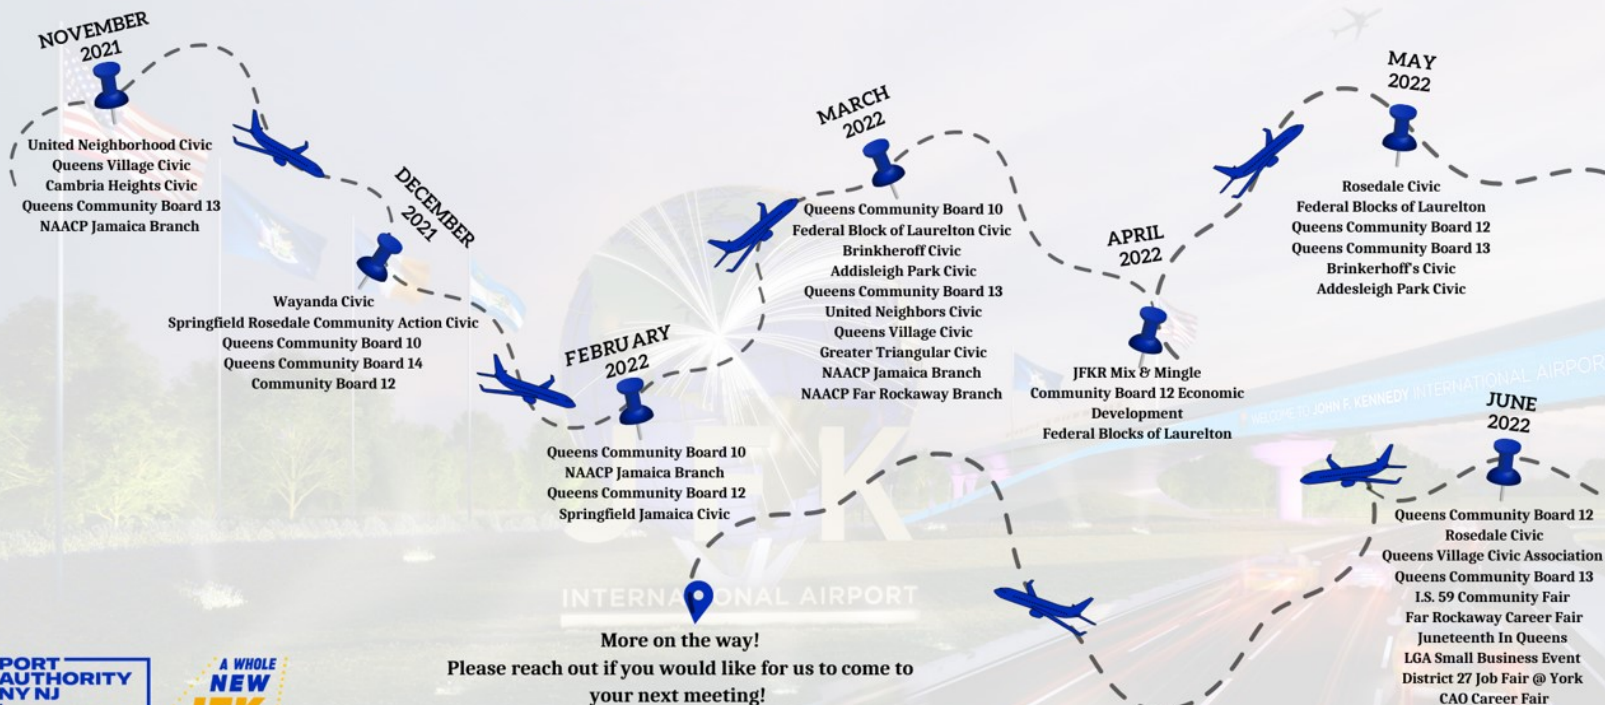 NOVEMBER
2021
United Neighborhood Civic
Queens Village Civic
Cambria Heights Civic
Queens Community Board 13
NAACP Jamaica Branch
DECEMBER
2021
Wayanda Civic
Springfield Rosedale Community Action Civic
Queens Community Board 10
Queens Community Board 14
Community Board 12
FEBRUARY
2022
Queens Community Board 10
NAACP Jamaica Branch
Queens Community Board 12
Springfield Jamaica Civic
MARCH
2022
Queens Community Board 10
Federal Block of Laurelton Civic
Brinkheroff Civic
Addisleigh Park Civic
Queens Community Board 13
United Neighbors Civic
Queens Village Civic
Greater Triangular Civic
NAACP Jamaica Branch
NAACP Far Rockaway Branch
APRIL
2022
JFKR Mix & Mingle
Community Board 12 Economic
Development
Federal Blocks of Laurelton
MAY
2022
Rosedale Civic
Federal Blocks of Laurelton
Queens Community Board 12
Queens Community Board 13
Brinkerhoff's Civic
Addesleigh Park Civic
WELCOME TO JOHN F. KENNEDY INTERNATIONAL AIRPOR
JUNE
2022
Queens Community Board 12
Rosedale Civic
Queens Village Civic Association
Queens Community Board 13
I.S. 59 Community Fair
Far Rockaway Career Fair
Juneteenth In Queens
LGA Small Business Event
District 27 Job Fair @ York
CAO Career Fair
JFK
INTERNATIONAL AIRPORT
More on the way!
Please reach out if you would like for us to come to
your next meeting!
PORT
AUTHORITY
NY NJ
A WHOLE
NEW
JFK